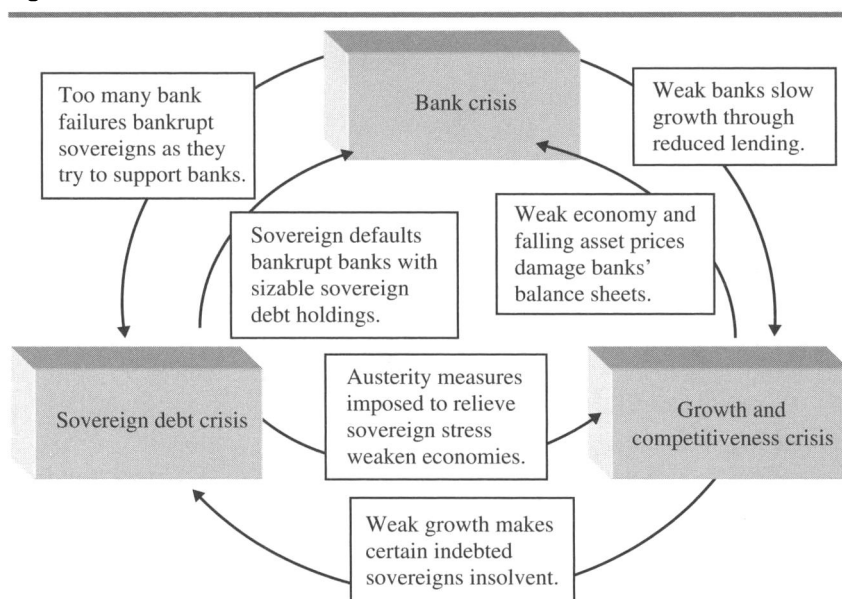 Bank crisis
Too many bank
failures bankrupt
sovereigns as they
try to support banks.
Weak banks slow
growth through
reduced lending.
Sovereign defaults
bankrupt banks with
sizable sovereign
debt holdings.
Weak economy and
falling asset prices
damage banks’
balance sheets.
Sovereign debt crisis
Austerity measures
imposed to relieve
sovereign stress
weaken economies.
Growth and
competitiveness crisis
Weak growth makes
certain indebted
sovereigns insolvent.